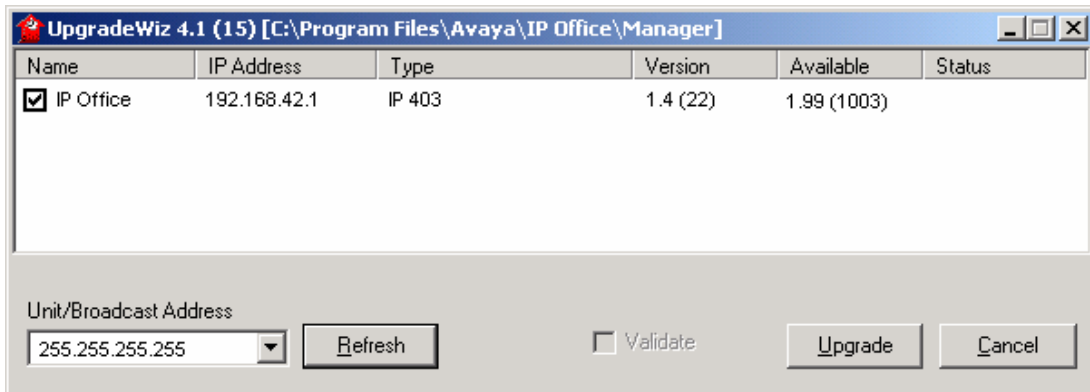 UpgradeWiz 4.1 (15) [C:\Program Files\Avaya\IP Office\Manager]
Name IP Address Type Version Available Status
IP Office 192.168.42.1 IP 403 1.4 (22) 1.99 (1003)
Unit/Broadcast Address
255.255.255.255 Refresh Validate Upgrade Cancel